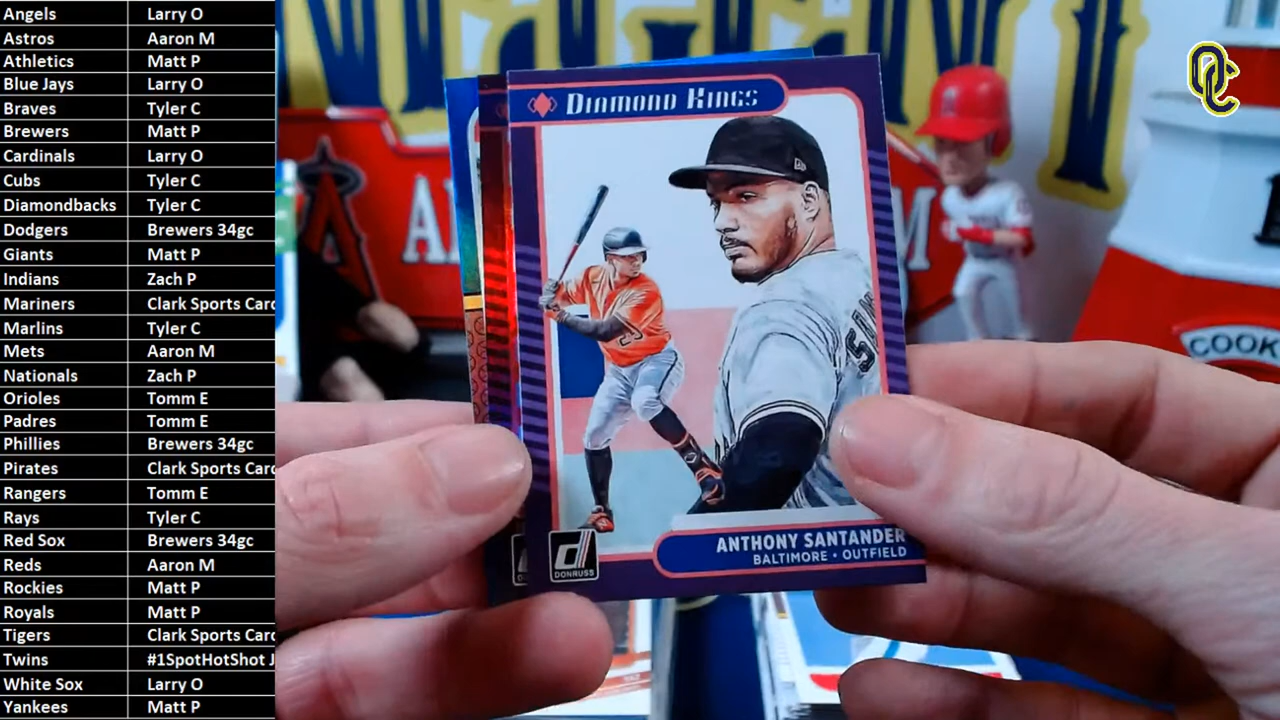 Angels Larry O
Astros Aaron M
Athletics Matt P
Blue Jays Larry O
Braves Tyler C
Brewers Matt P
Cardinals Larry O
Cubs Tyler C
Diamondbacks Tyler C
Dodgers Brewers 34gc
Giants Matt P
Indians Zach P
Mariners Clark Sports Card
Marlins Tyler C
Mets Aaron M
Nationals Zach P
Orioles Tomm E
Padres Tomm E
Phillies Brewers 34gc
Pirates Clark Sports Card
Rangers Tomm E
Rays Tyler C
Red Sox Brewers 34gc
Reds Aaron M
Rockies Matt P
Royals Matt P
Tigers Clark Sports Card
Twins #1SpotHotShot J
White Sox Larry O
Yankees Matt P
OC
DIAMOND KINGS
d
DONRUSS
ANTHONY SANTANDER
BALTIMORE • OUTFIELD
COOK